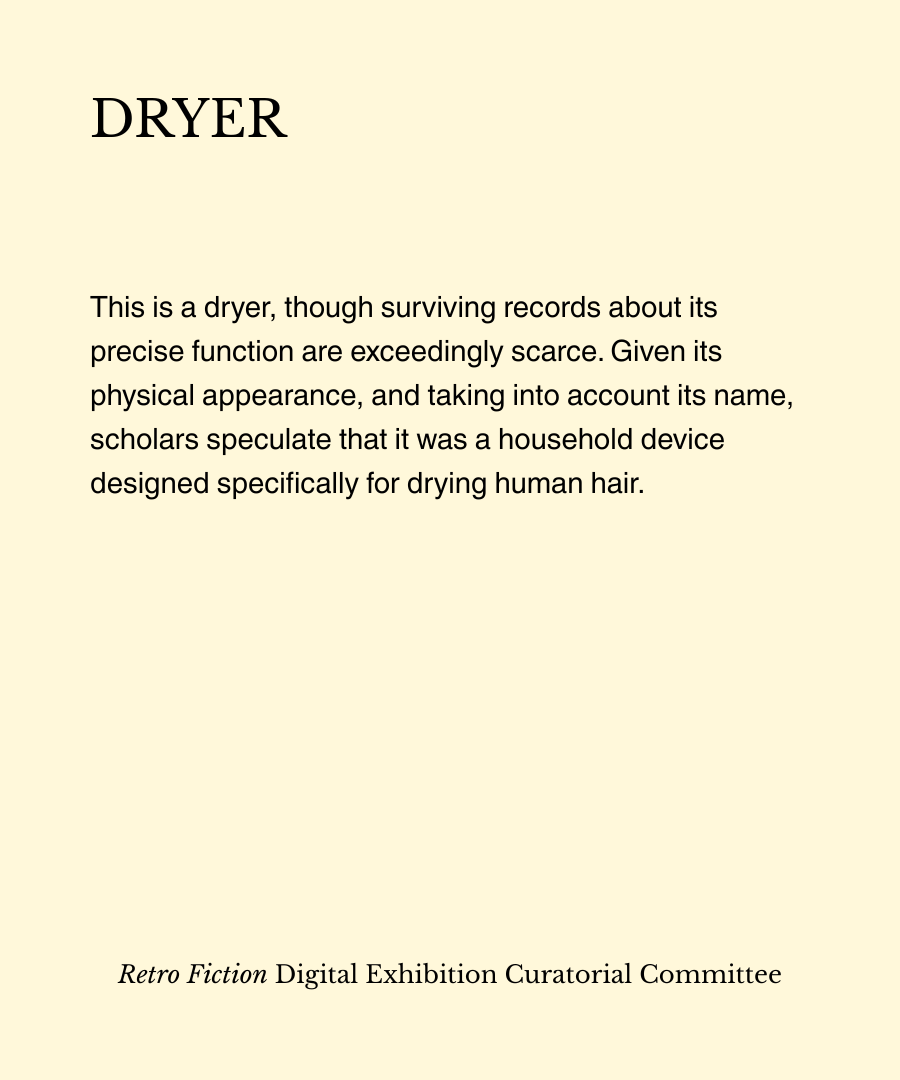 DRYER
This is a dryer, though surviving records about its
precise function are exceedingly scarce. Given its
physical appearance, and taking into account its name,
scholars speculate that it was a household device
designed specifically for drying human hair.
Retro Fiction Digital Exhibition Curatorial Committee